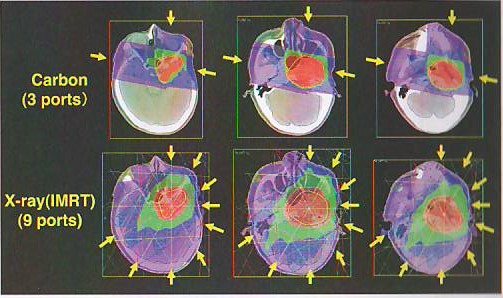 Carbon
(3 ports)
X-ray(IMRT)
(9 ports)